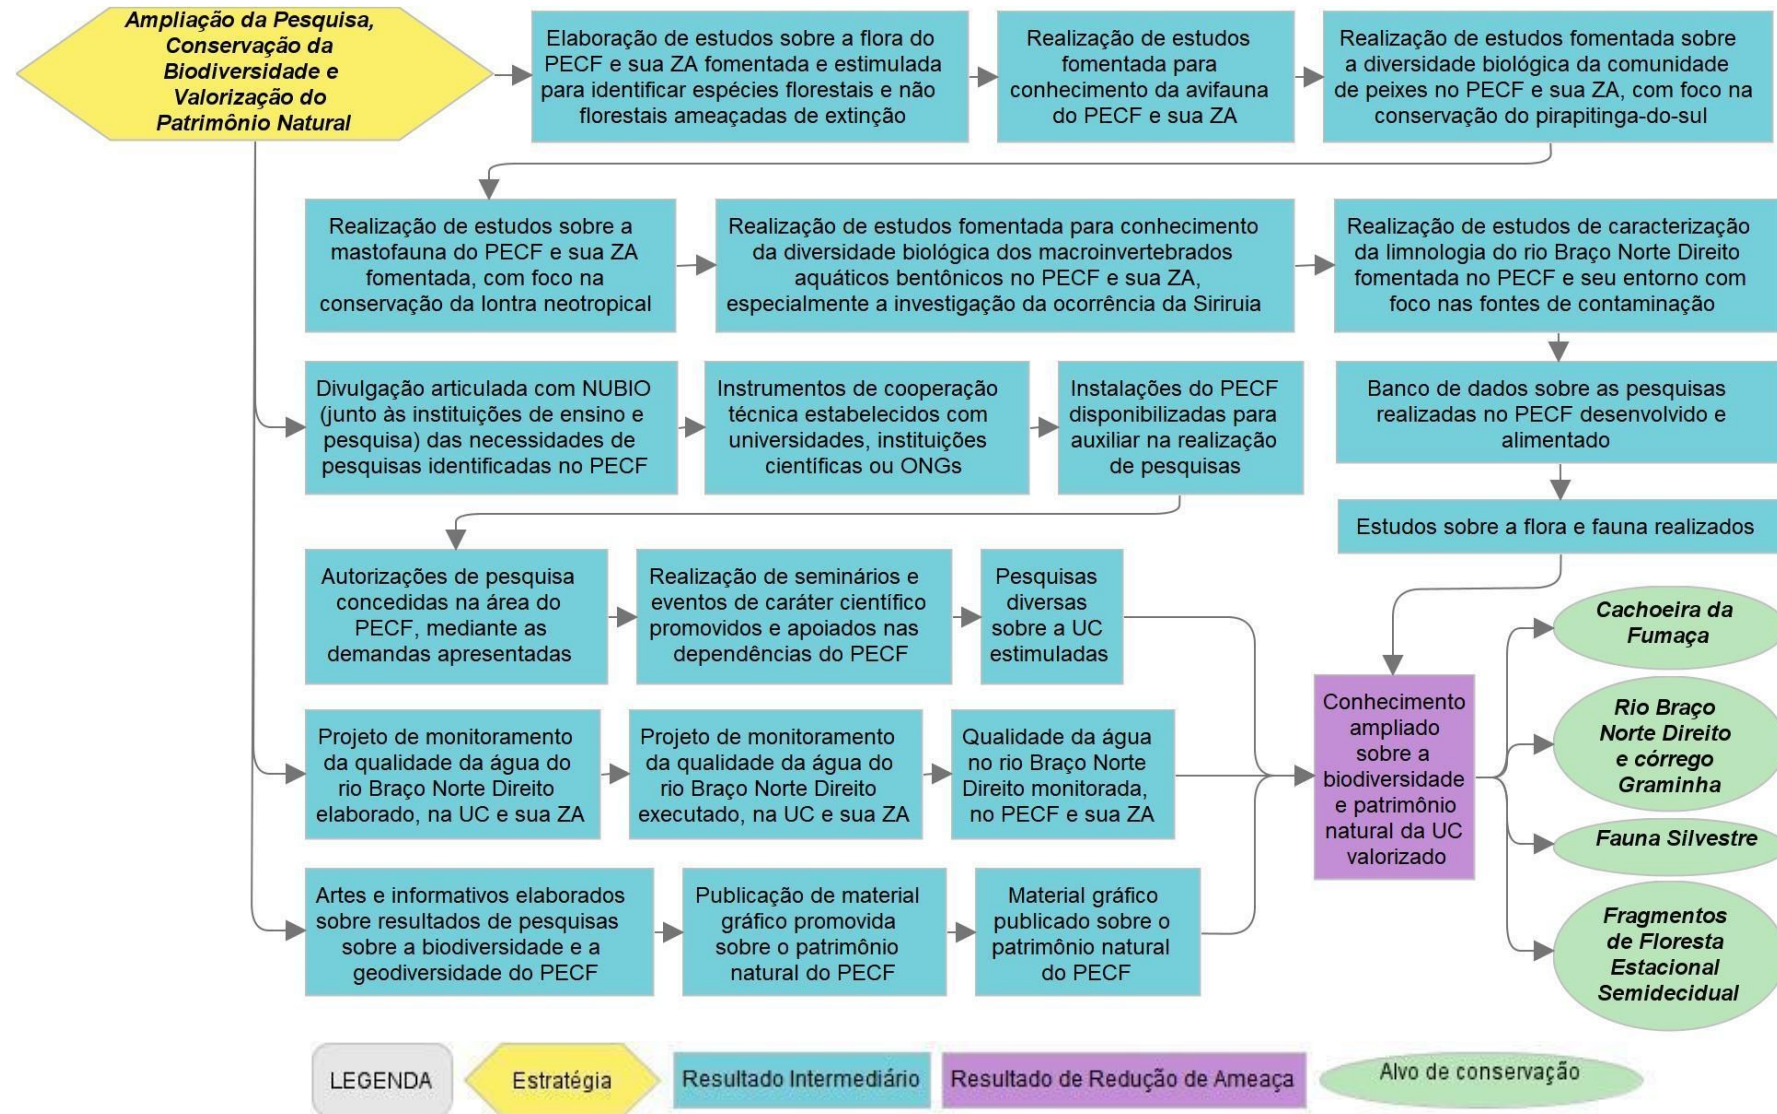 Ampliação da Pesquisa,
Conservação da
Biodiversidade e
Valorização do
Patrimônio Natural
Elaboração de estudos sobre a flora do
PECF e sua ZA fomentada e estimulada
para identificar espécies florestais e não
florestais ameaçadas de extinção
Realização de estudos
fomentada para
conhecimento da avifauna
do PECF e sua ZA
Realização de estudos fomentada sobre
a diversidade biológica da comunidade
de peixes no PECF e sua ZA, com foco na
conservação do pirapitinga-do-sul
Realização de estudos sobre a
mastofauna do PECF e sua ZA
fomentada, com foco na
conservação da lontra neotropical
Realização de estudos fomentada para conhecimento
da diversidade biológica dos macroinvertebrados
aquáticos bentônicos no PECF e sua ZA,
especialmente a investigação da ocorrência da Siriruia
Realização de estudos de caracterização
da limnologia do rio Braço Norte Direito
fomentada no PECF e seu entorno com
foco nas fontes de contaminação
Divulgação articulada com NUBIO
(junto às instituições de ensino e
pesquisa) das necessidades de
pesquisas identificadas no PECF
Instrumentos de cooperação
técnica estabelecidos com
universidades, instituições
científicas ou ONGs
Instalações do PECF
disponibilizadas para
auxiliar na realização
de pesquisas
Banco de dados sobre as pesquisas
realizadas no PECF desenvolvido e
alimentado
Estudos sobre a flora e fauna realizados
Autorizações de pesquisa
concedidas na área do
PECF, mediante as
demandas apresentadas
Realização de seminários e
eventos de caráter científico
promovidos e apoiados nas
dependências do PECF
Pesquisas
diversas
sobre a UC
estimuladas
Projeto de monitoramento
da qualidade da água do
rio Braço Norte Direito
elaborado, na UC e sua ZA
Projeto de monitoramento
da qualidade da água do
rio Braço Norte Direito
executado, na UC e sua ZA
Qualidade da água
no rio Braço Norte
Direito monitorada,
no PECF e sua ZA
Artes e informativos elaborados
sobre resultados de pesquisas
sobre a biodiversidade e a
geodiversidade do PECF
Publicação de material
gráfico promovida
sobre o patrimônio
natural do PECF
Material gráfico
publicado sobre o
patrimônio natural
do PECF
Conhecimento
ampliado
sobre a
biodiversidade
e patrimônio
natural da UC
valorizado
Cachoeira da
Fumaça
Rio Braço
Norte Direito
e córrego
Graminha
Fauna Silvestre
Fragmentos
de Floresta
Estacional
Semidecidual
LEGENDA
Estratégia
Resultado Intermediário
Resultado de Redução de Ameaça
Alvo de conservação